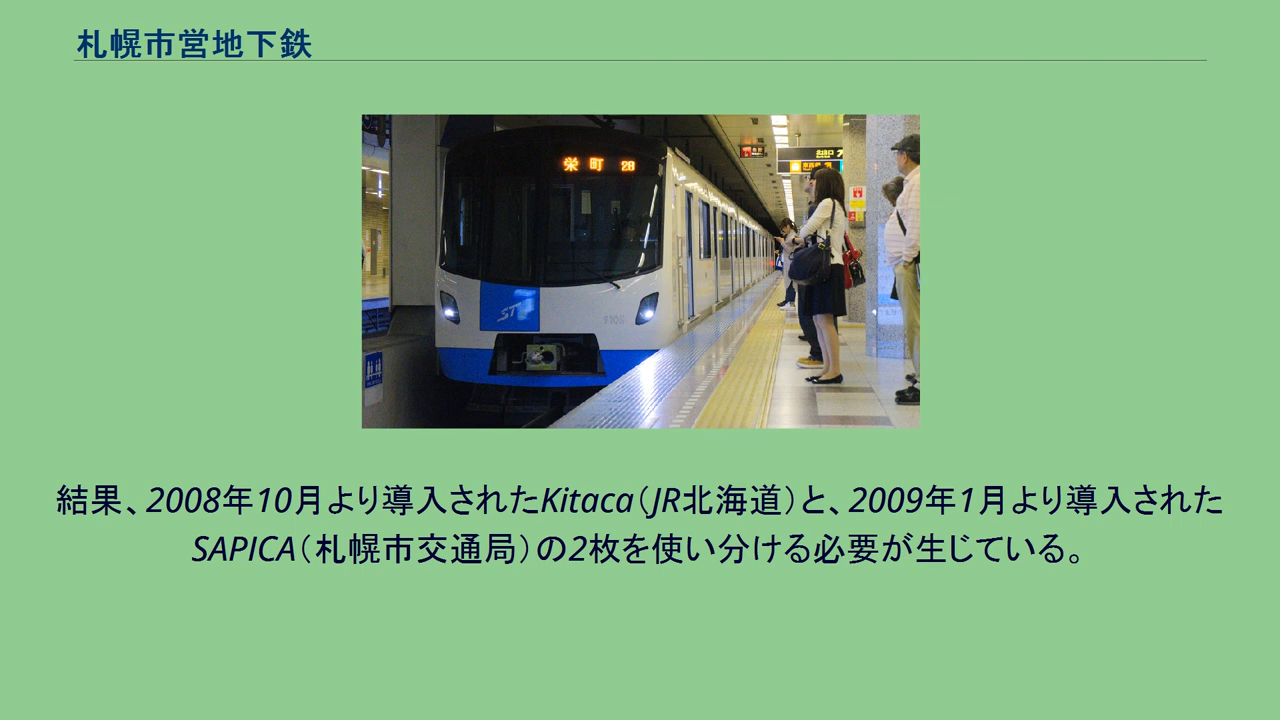 札幌市営地下鉄
栄町 28
ST
結果、2008年10月より導入されたKitaca（JR北海道）と、2009年1月より導入された
SAPICA（札幌市交通局）の2枚を使い分ける必要が生じている。